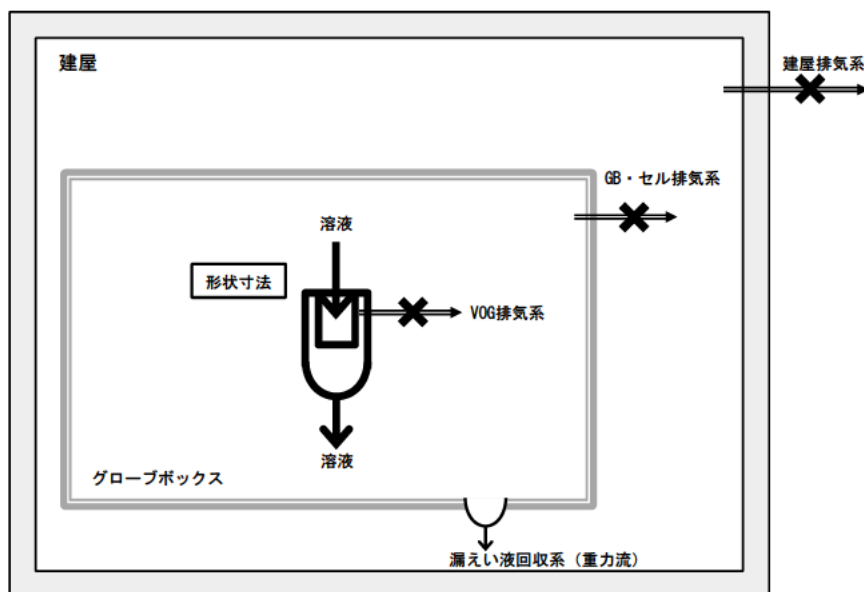 建屋
建屋排気系
GB・セル排気系
溶液
形状寸法
VOG排気系
溶液
グローブボックス
漏えい液回収系(重力流)